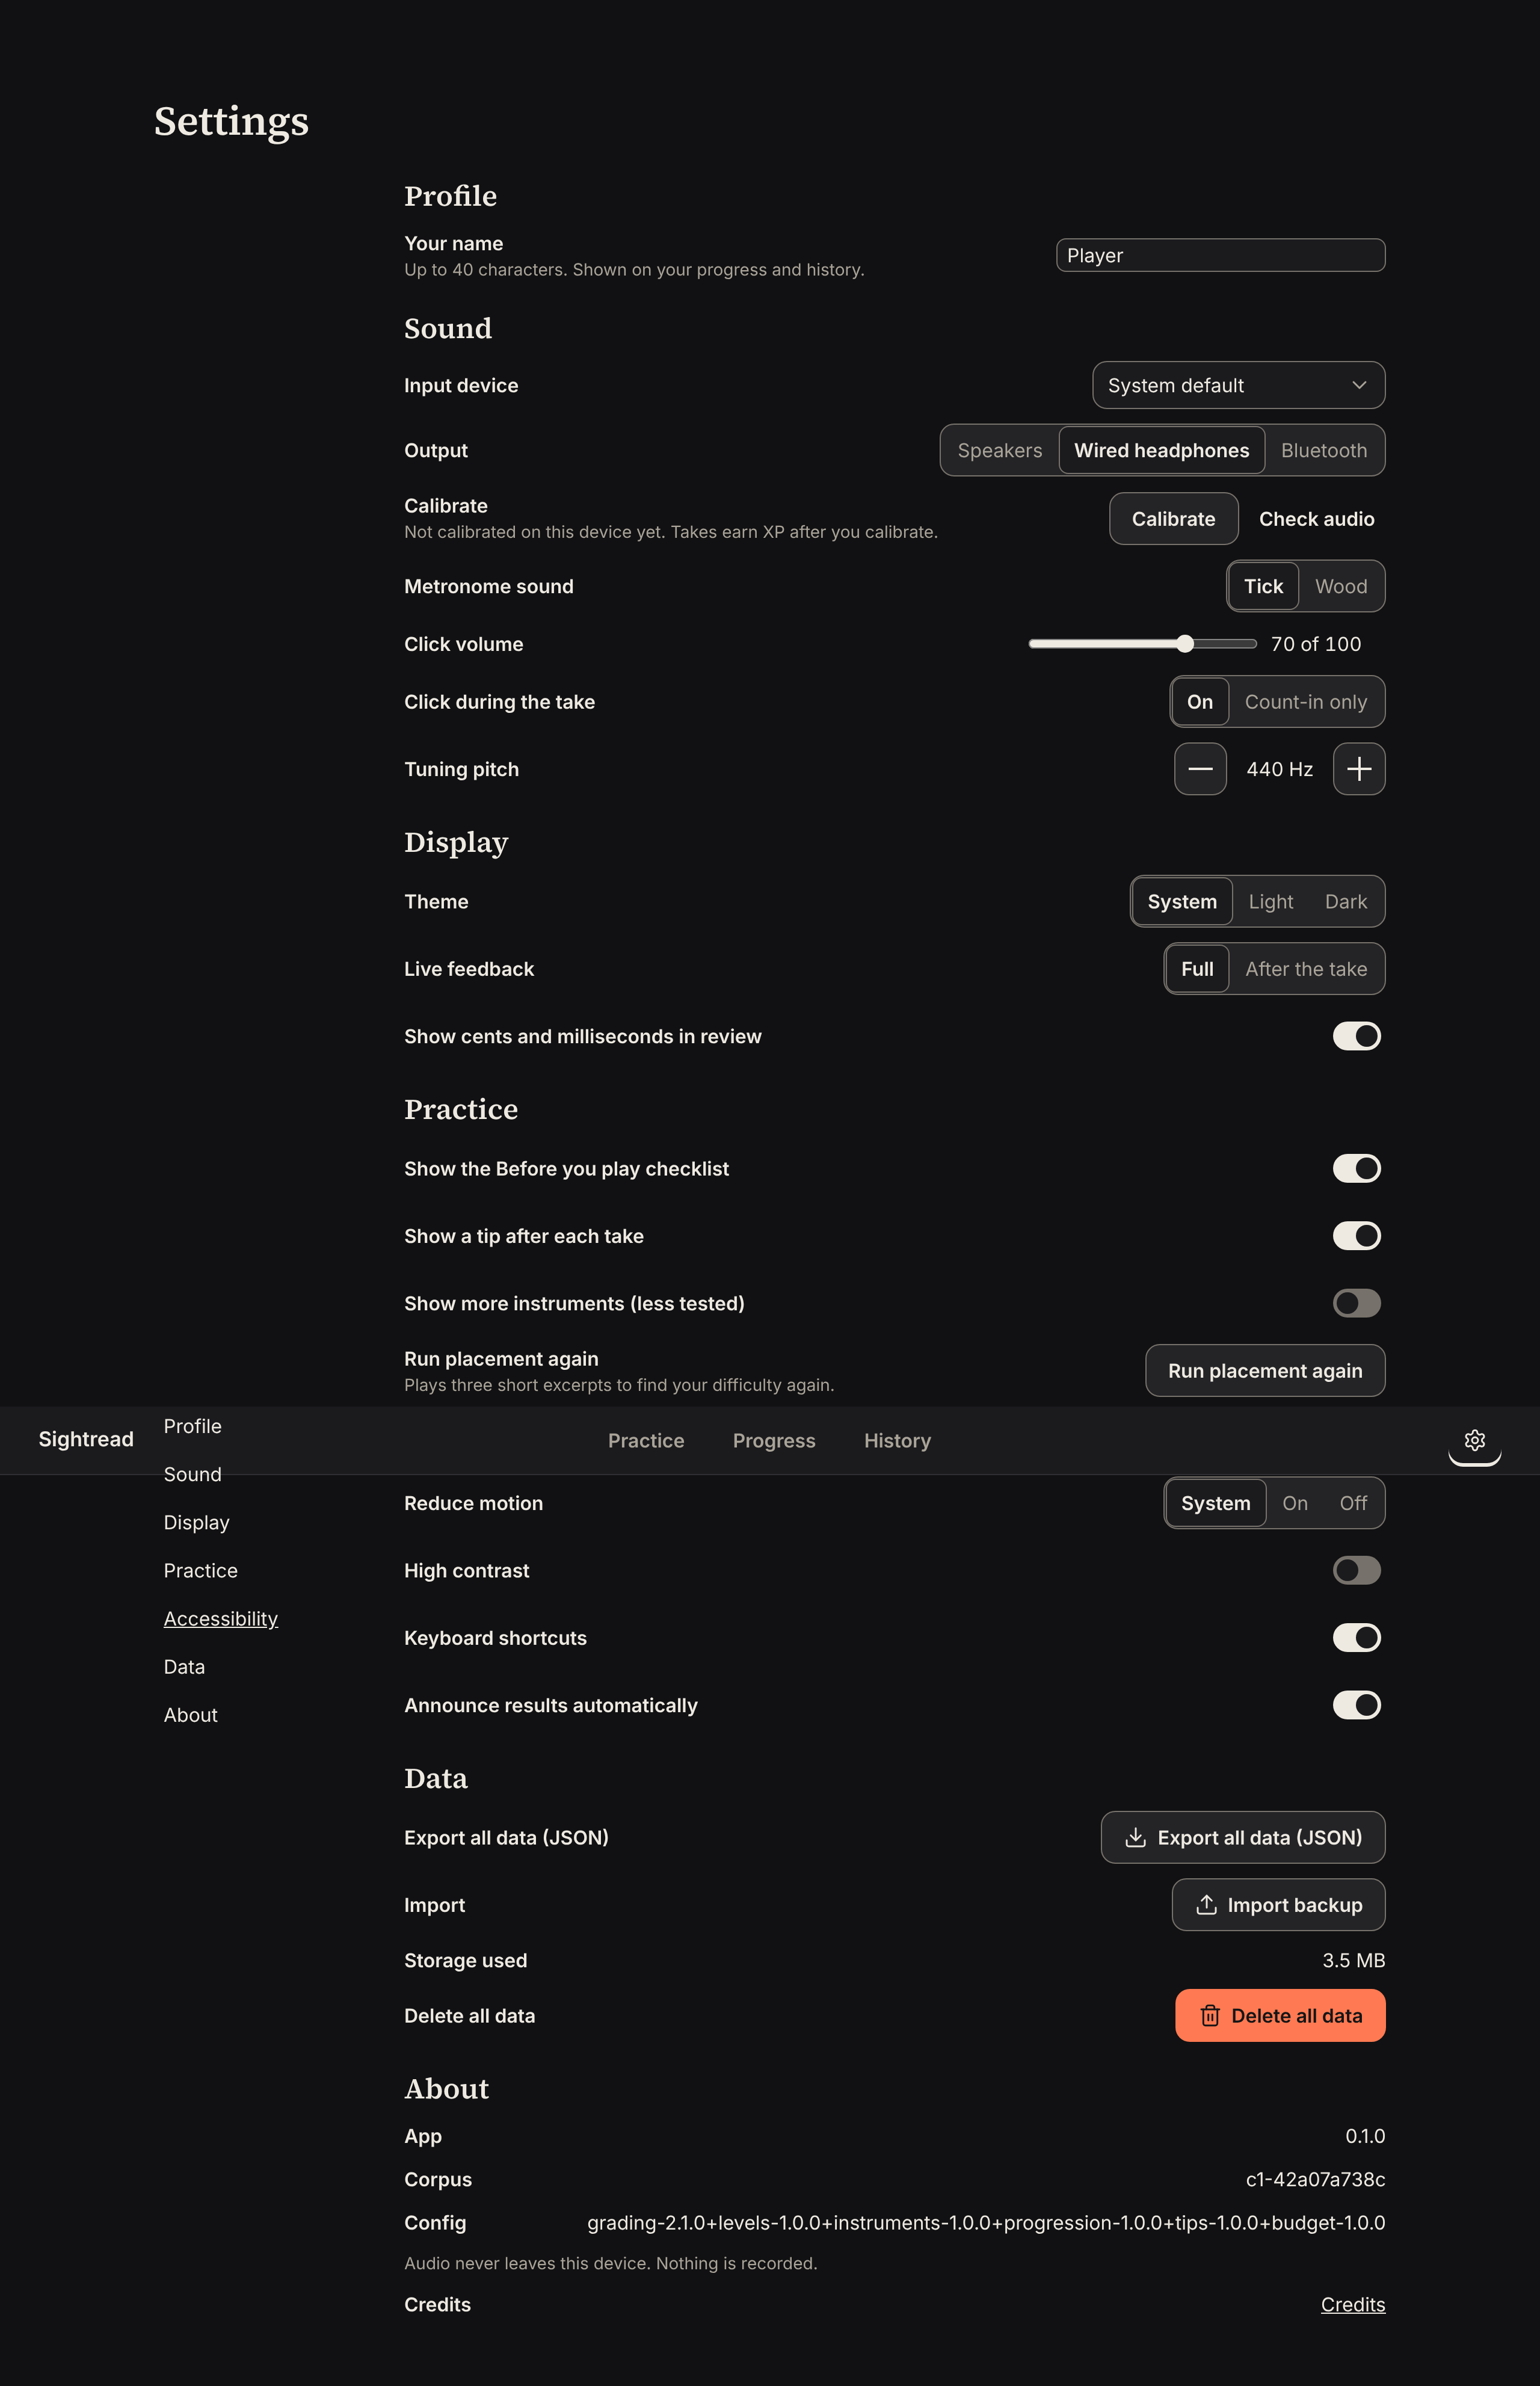 Settings
Profile
Your name
Up to 40 characters. Shown on your progress and history.
Player
Sound
Input device
System default
Output
Speakers Wired headphones Bluetooth
Calibrate
Not calibrated on this device yet. Takes earn XP after you calibrate.
Calibrate Check audio
Metronome sound
Tick Wood
Click volume
70 of 100
Click during the take
On Count-in only
Tuning pitch
440 Hz
Display
Theme
System Light Dark
Live feedback
Full After the take
Show cents and milliseconds in review
Practice
Show the Before you play checklist
Show a tip after each take
Show more instruments (less tested)
Run placement again
Plays three short excerpts to find your difficulty again.
Run placement again
Sightread
Practice Progress History
Profile
Sound
Display
Practice
Accessibility
Data
About
Reduce motion
System On Off
High contrast
Keyboard shortcuts
Announce results automatically
Data
Export all data (JSON)
Export all data (JSON)
Import
Import backup
Storage used
3.5 MB
Delete all data
Delete all data
About
App
0.1.0
Corpus
c1-42a07a738c
Config
grading-2.1.0+levels-1.0.0+instruments-1.0.0+progression-1.0.0+tips-1.0.0+budget-1.0.0
Audio never leaves this device. Nothing is recorded.
Credits
Credits